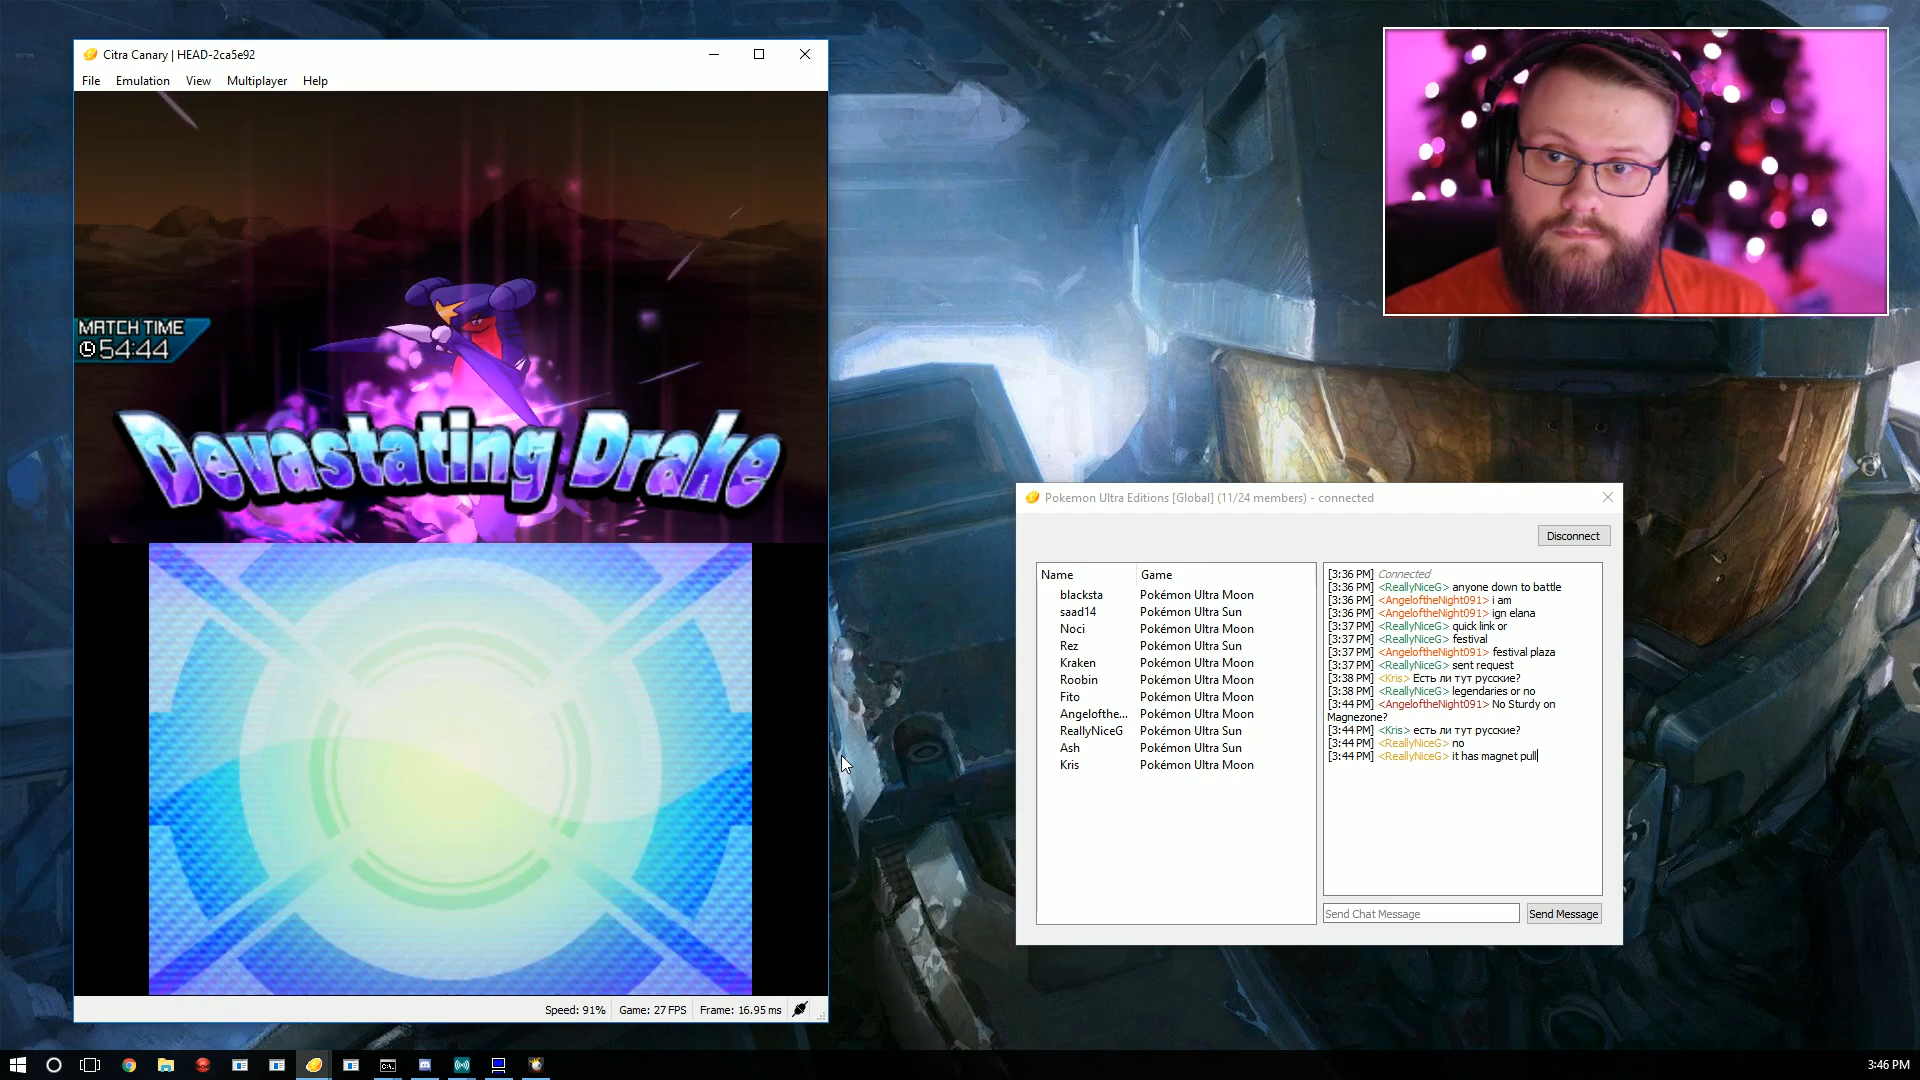 Citra Canary | HEAD-2ca5e92
File Emulation View Multiplayer Help
MATCH TIME
54:44
Devastating Drake
Speed: 91% Game: 27 FPS Frame: 16.95 ms
Pokemon Ultra Editions [Global] (11/24 members) - connected
Disconnect
Name Game
blacksta Pokémon Ultra Moon
saad14 Pokémon Ultra Sun
Noci Pokémon Ultra Moon
Rez Pokémon Ultra Sun
Kraken Pokémon Ultra Moon
Roobin Pokémon Ultra Moon
Fito Pokémon Ultra Moon
Angelofthe... Pokémon Ultra Moon
ReallyNiceG Pokémon Ultra Sun
Ash Pokémon Ultra Sun
Kris Pokémon Ultra Moon
[3:36 PM] Connected
[3:36 PM] <ReallyNiceG> anyone down to battle
[3:36 PM] <AngeloftheNight091> i am
[3:36 PM] <AngeloftheNight091> ign elana
[3:37 PM] <ReallyNiceG> quick link or
[3:37 PM] <ReallyNiceG> festival
[3:37 PM] <AngeloftheNight091> festival plaza
[3:37 PM] <ReallyNiceG> sent request
[3:38 PM] <Kris> Есть ли тут русские?
[3:38 PM] <ReallyNiceG> legendaries or no
[3:44 PM] <AngeloftheNight091> No Sturdy on
Magnezone?
[3:44 PM] <Kris> есть ли тут русские?
[3:44 PM] <ReallyNiceG> no
[3:44 PM] <ReallyNiceG> it has magnet pull
Send Chat Message
Send Message
3:46 PM